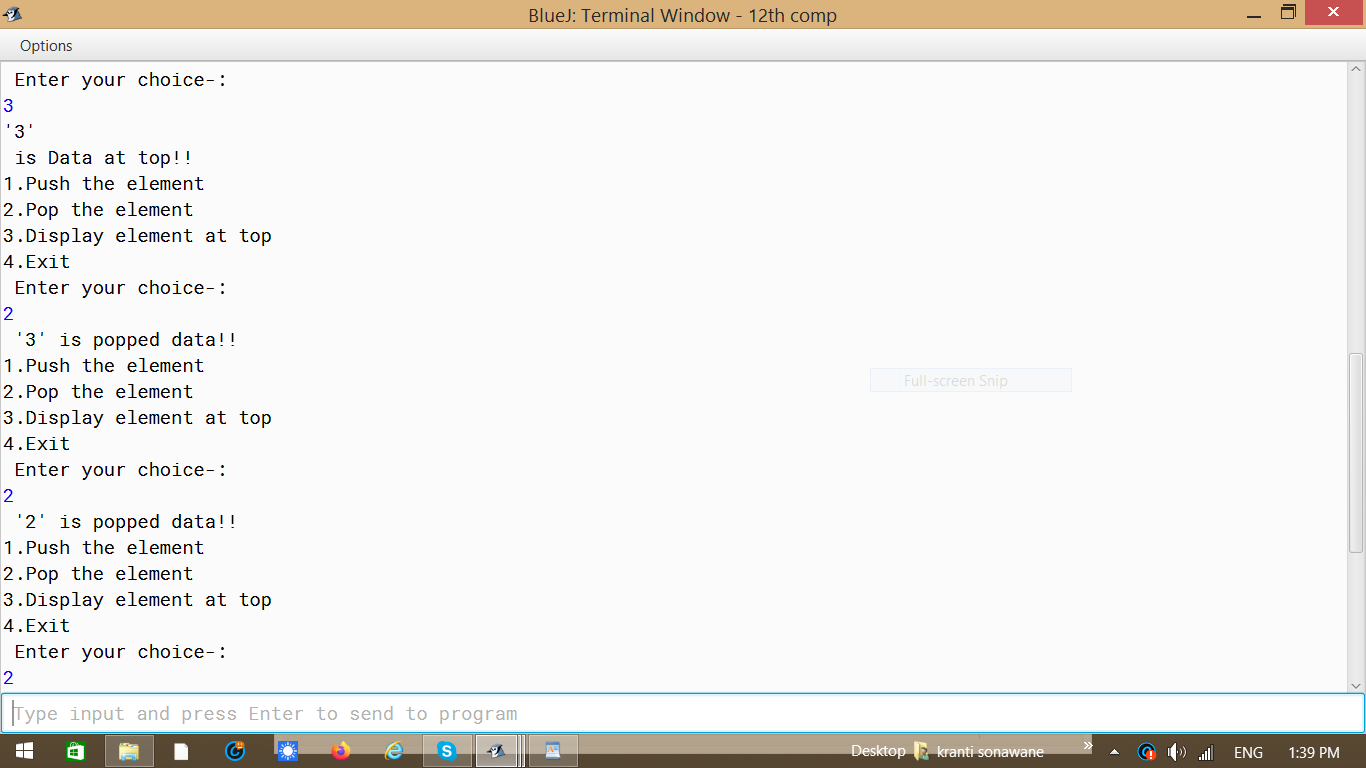 BlueJ: Terminal Window - 12th comp
Options
Enter your choice-:
3
'3'
is Data at top!!
1.Push the element
2.Pop the element
3.Display element at top
4.Exit
Enter your choice-:
2
'3' is popped data!!
1.Push the element
2.Pop the element
3.Display element at top
4.Exit
Enter your choice-:
2
'2' is popped data!!
1.Push the element
2.Pop the element
3.Display element at top
4.Exit
Enter your choice-:
2
Full-screen Snip
Type input and press Enter to send to program
Desktop kranti sonawane » ENG 1:39 PM